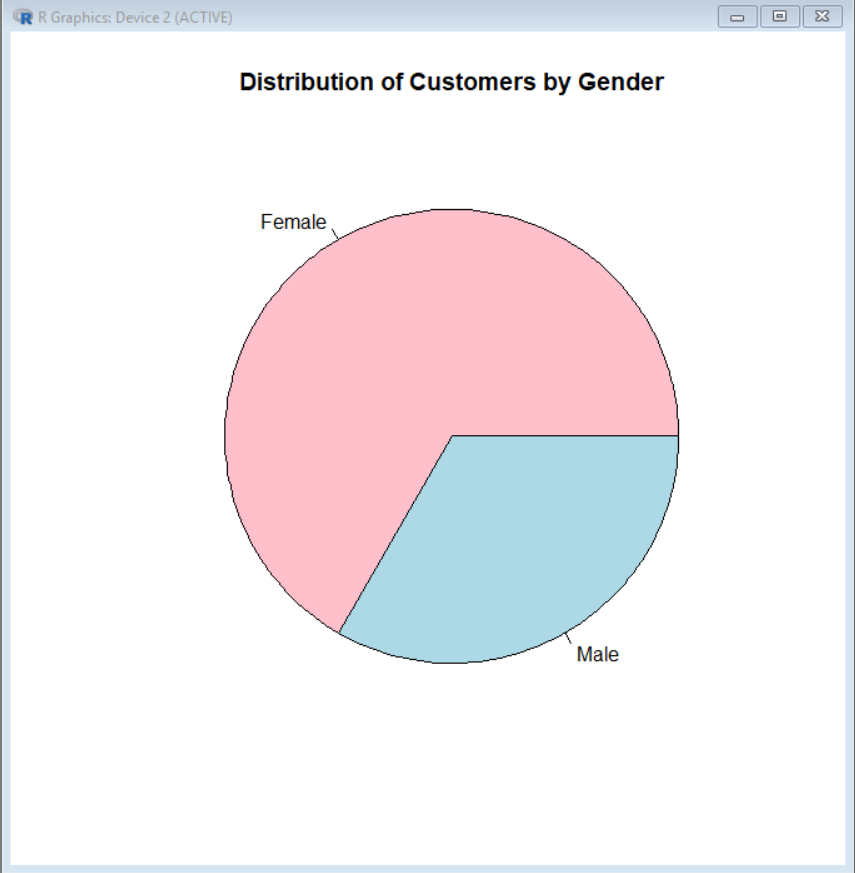 R Graphics: Device 2 (ACTIVE)
Distribution of Customers by Gender
Female
Male